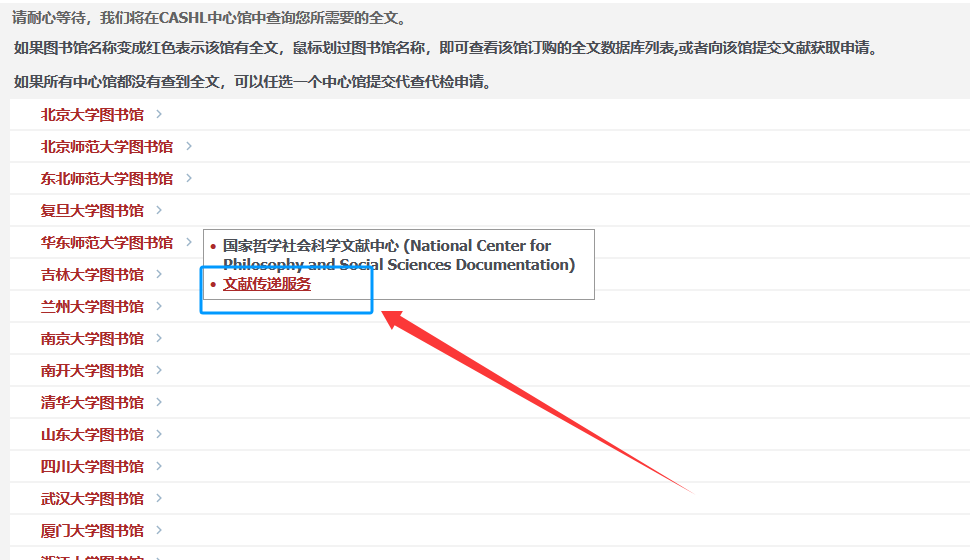 请耐心等待，我们将在CASHL中心馆中查询您所需要的全文。
如果图书馆名称变成红色表示该馆有全文，鼠标划过图书馆名称，即可查看该馆订购的全文数据库列表,或者向该馆提交文献获取申请。
如果所有中心馆都没有查到全文，可以任选一个中心馆提交代查代检申请。
北京大学图书馆
北京师范大学图书馆
东北师范大学图书馆
复旦大学图书馆
华东师范大学图书馆
国家哲学社会科学文献中心 (National Center for
Philosophy and Social Sciences Documentation)
文献传递服务
吉林大学图书馆
兰州大学图书馆
南京大学图书馆
南开大学图书馆
清华大学图书馆
山东大学图书馆
四川大学图书馆
武汉大学图书馆
厦门大学图书馆
浙江大学图书馆